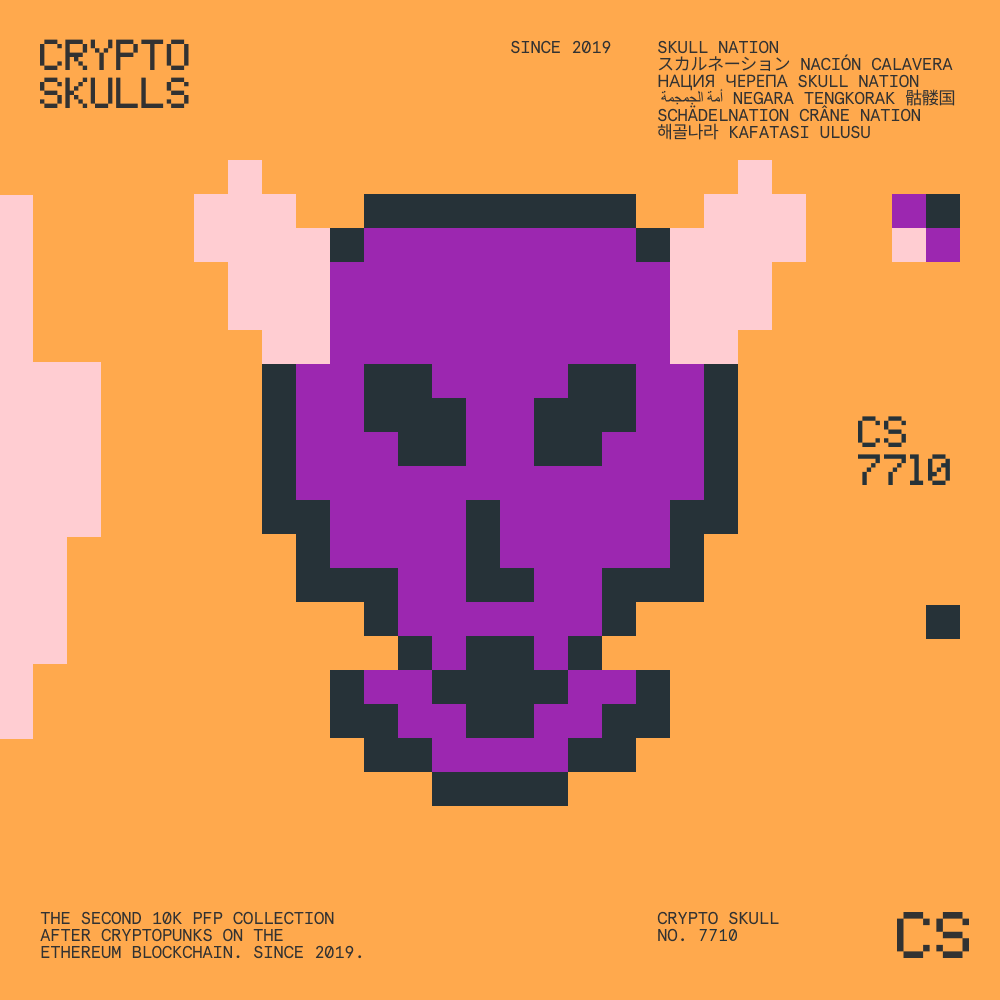 CRYPTO
SKULLS
SINCE 2019
SKULL NATION
スカルネーション NACIÓN CALAVERA
НАЦИЯ ЧЕРЕПА SKULL NATION
أمة الجمجمة NEGARA TENGKORAK 骷髅国
SCHÄDELNATION CRÂNE NATION
해골나라 KAFATASI ULUSU
CS
7710
THE SECOND 10K PFP COLLECTION
AFTER CRYPTOPUNKS ON THE
ETHEREUM BLOCKCHAIN. SINCE 2019.
CRYPTO SKULL
NO. 7710
CS